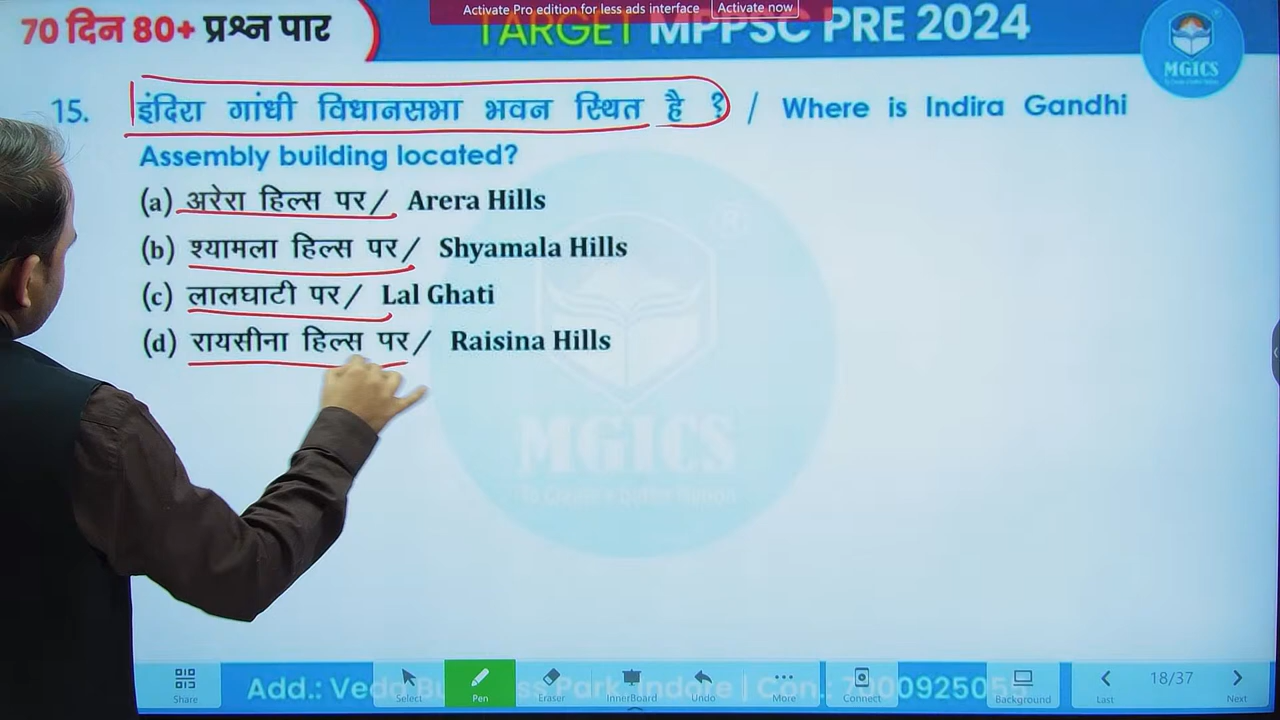 Activate Pro edition for less ads interface Activate now
70 दिन 80+ प्रश्न पार
TARGET MPPSC PRE 2024
MGICS
15. इंदिरा गांधी विधानसभा भवन स्थित है ? / Where is Indira Gandhi
Assembly building located?
(a) अरेरा हिल्स पर/ Arera Hills
(b) श्यामला हिल्स पर/ Shyamala Hills
(c) लालघाटी पर/ Lal Ghati
(d) रायसीना हिल्स पर/ Raisina Hills
MGICS
Add.: Indore | Con.:
Share Select Pen Eraser InnerBoard Undo More Connect Background Last 18/37 Next